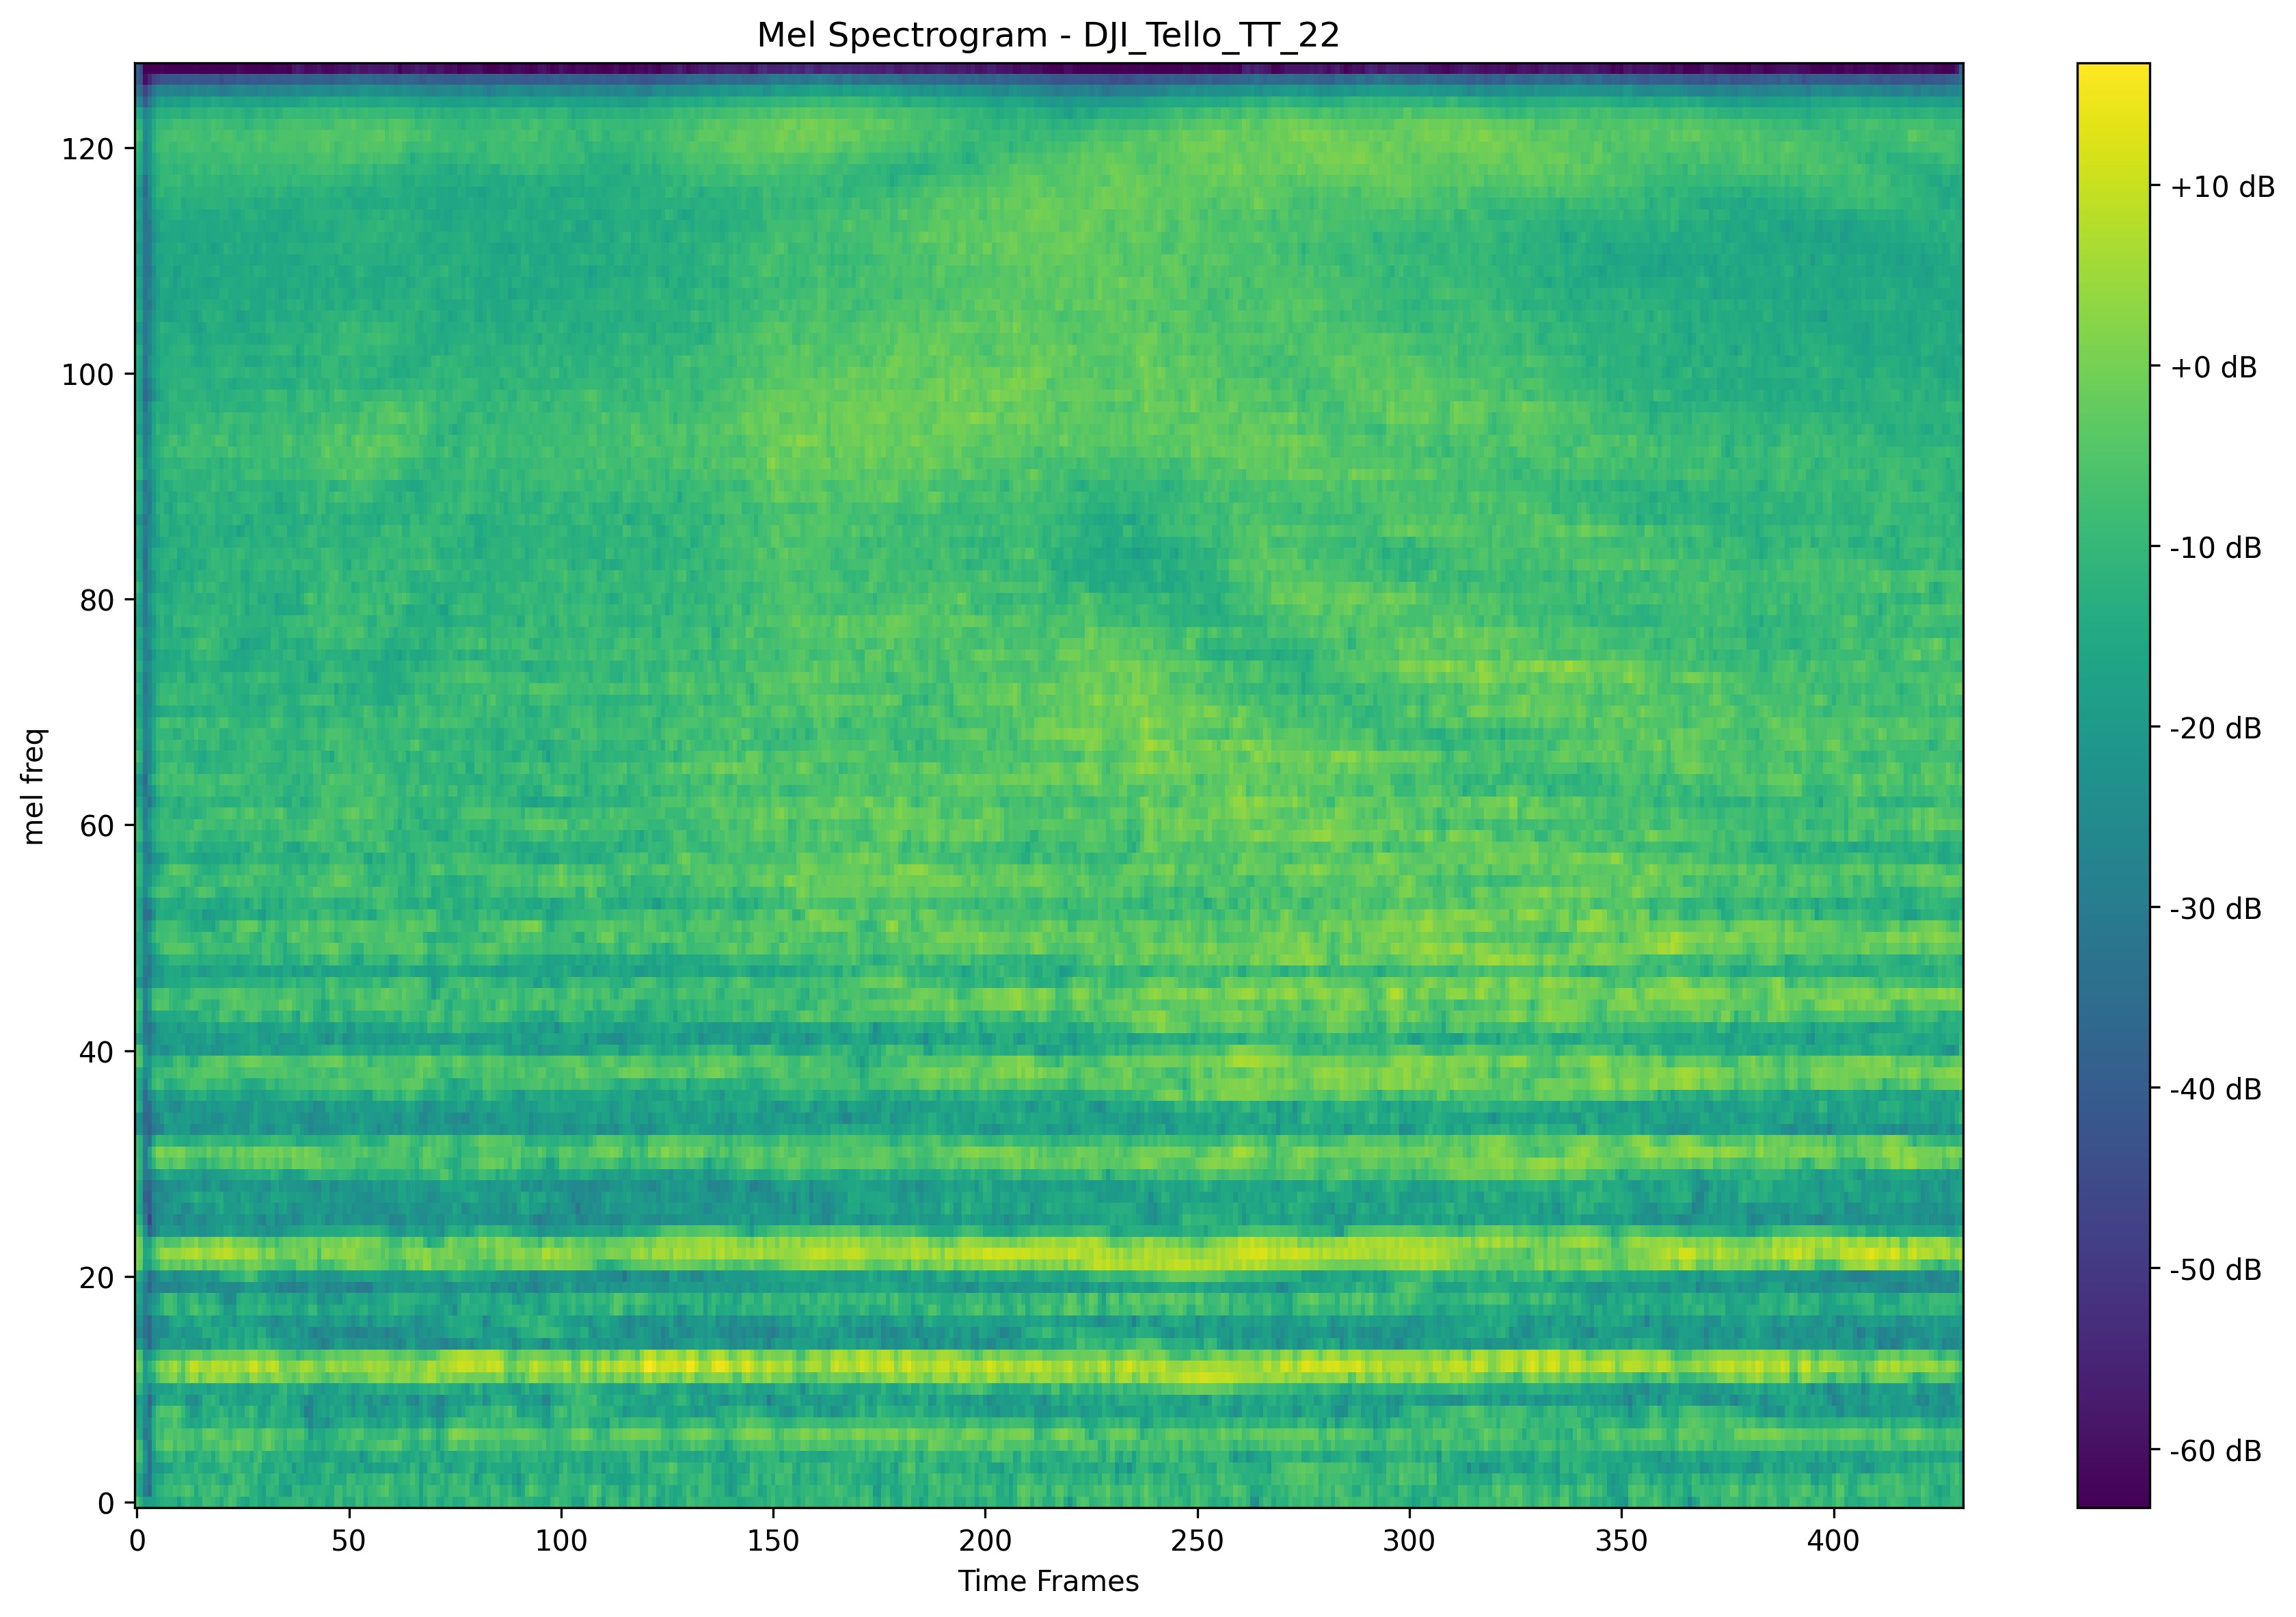 Mel Spectrogram - DJI_Tello_TT_22
mel freq
120
100
80
60
40
20
0
0 50 100 150 200 250 300 350 400
Time Frames
+10 dB
+0 dB
-10 dB
-20 dB
-30 dB
-40 dB
-50 dB
-60 dB